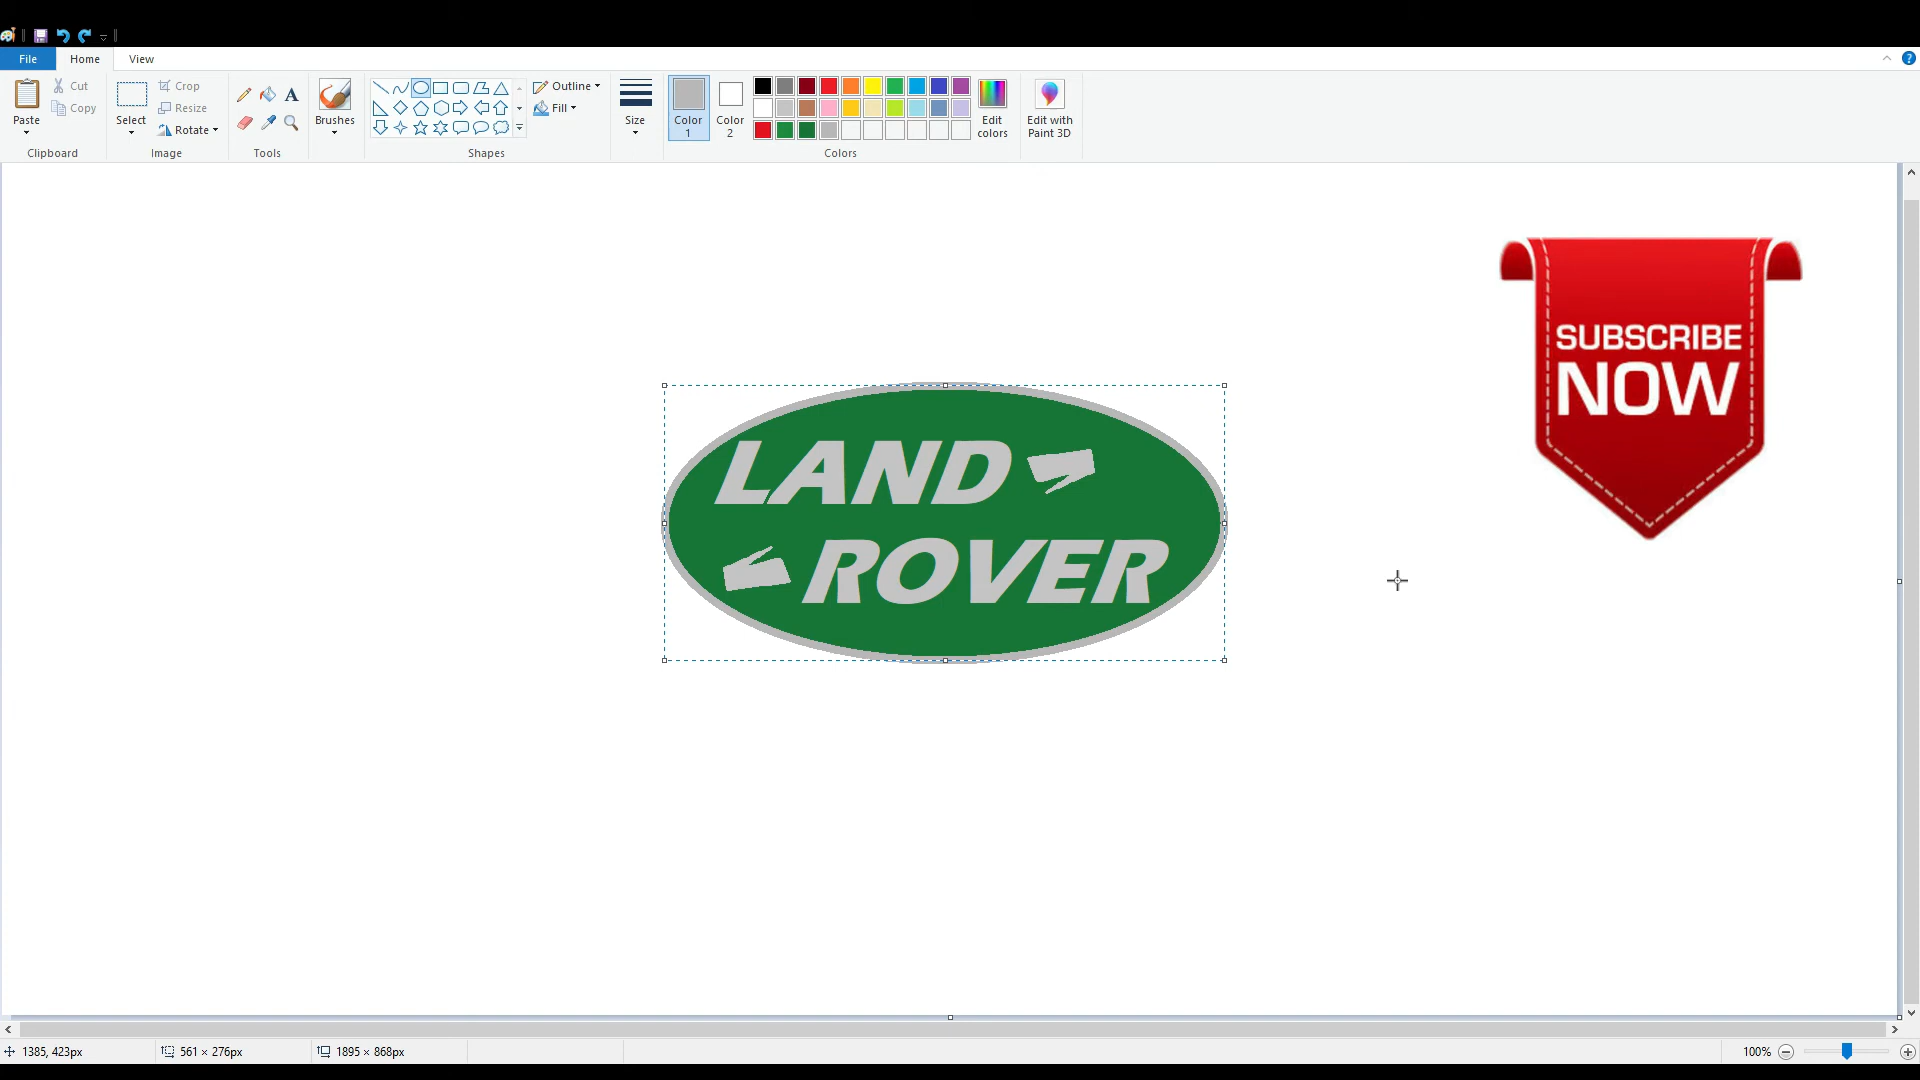 File Home View
Paste
Cut
Copy
Clipboard
Select
Crop
Resize
Rotate
Image
A
Tools
Brushes
Shapes
Outline
Fill
Size
Color 1
Color 2
Colors
Edit colors
Edit with Paint 3D
?
LAND
ROVER
SUBSCRIBE
NOW
1385, 423px 561 × 276px 1895 × 868px 100%